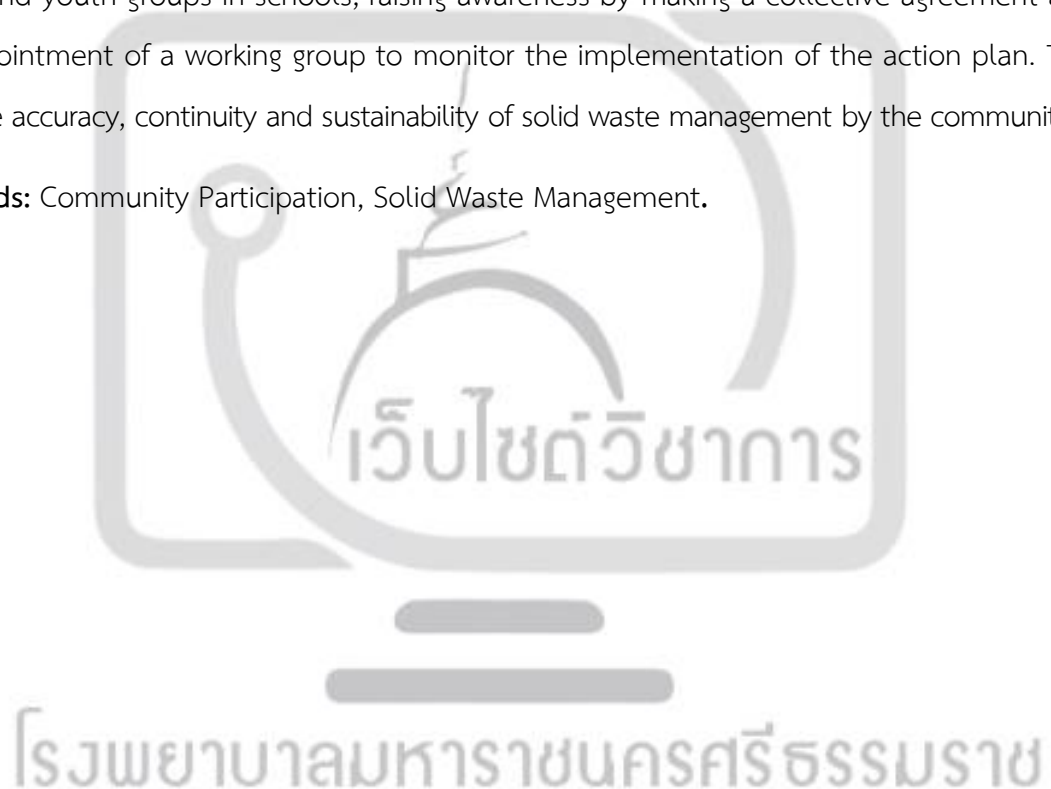 nd youth groups in schools, raising awareness by making a collective agreement
ointment of a working group to monitor the implementation of the action plan.
accuracy, continuity and sustainability of solid waste management by the communit
ds: Community Participation, Solid Waste Management.
เว็บไซต์วิชาการ
โรงพยาบาลมหาราชนครศรีธรรมราช